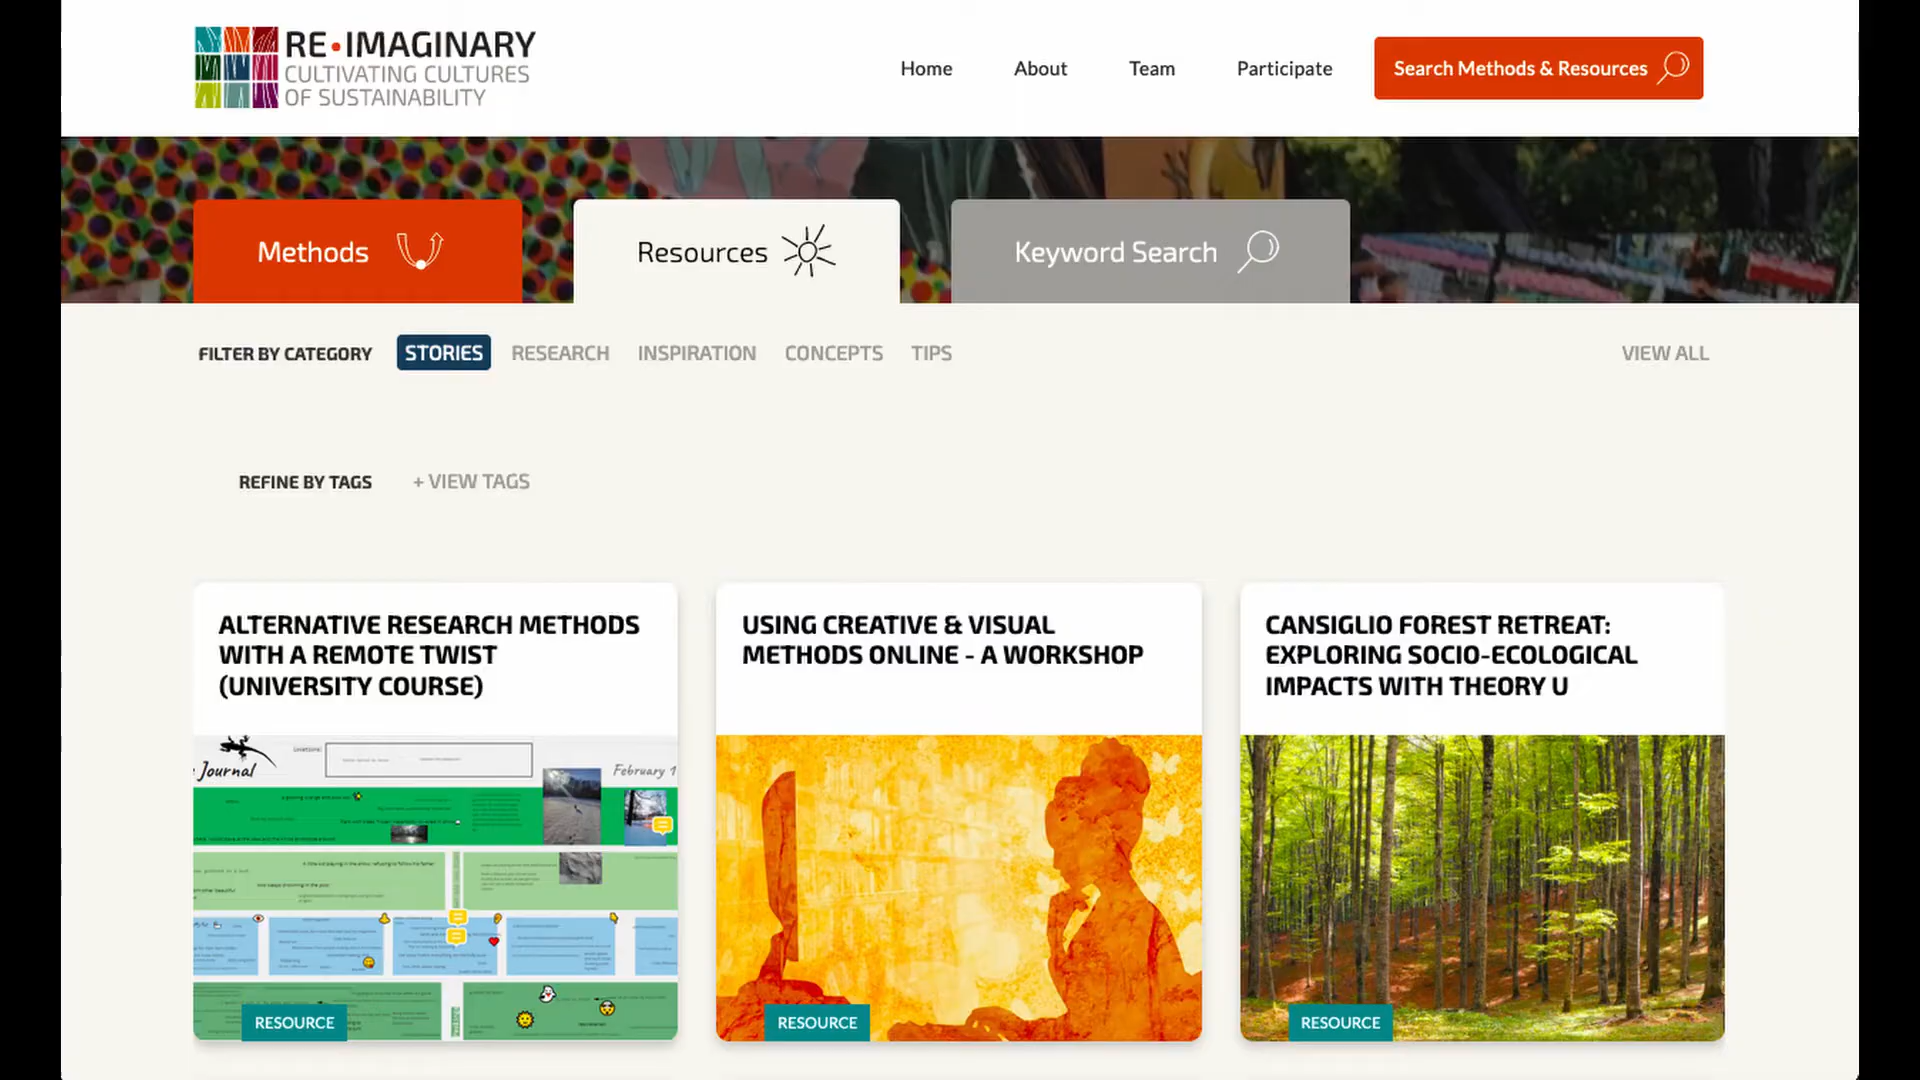 RE•IMAGINARY
CULTIVATING CULTURES
OF SUSTAINABILITY
Home
About
Team
Participate
Search Methods & Resources
Methods
Resources
Keyword Search
FILTER BY CATEGORY
STORIES
RESEARCH
INSPIRATION
CONCEPTS
TIPS
VIEW ALL
REFINE BY TAGS
+ VIEW TAGS
ALTERNATIVE RESEARCH METHODS
WITH A REMOTE TWIST
(UNIVERSITY COURSE)
Journal
February 1
RESOURCE
USING CREATIVE & VISUAL
METHODS ONLINE - A WORKSHOP
RESOURCE
CANSIGLIO FOREST RETREAT:
EXPLORING SOCIO-ECOLOGICAL
IMPACTS WITH THEORY U
RESOURCE